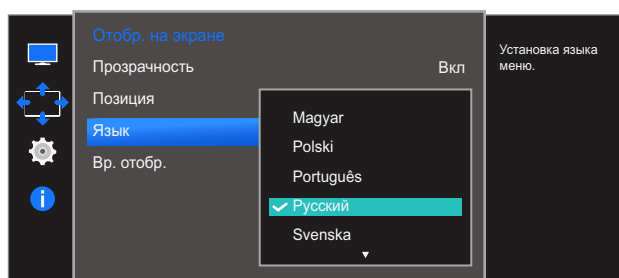 Отобр. на экране
Прозрачность Вкл
Позиция
Язык
Вр. отобр.
Magyar
Polski
Português
Русский
Svenska
Установка языка
меню.